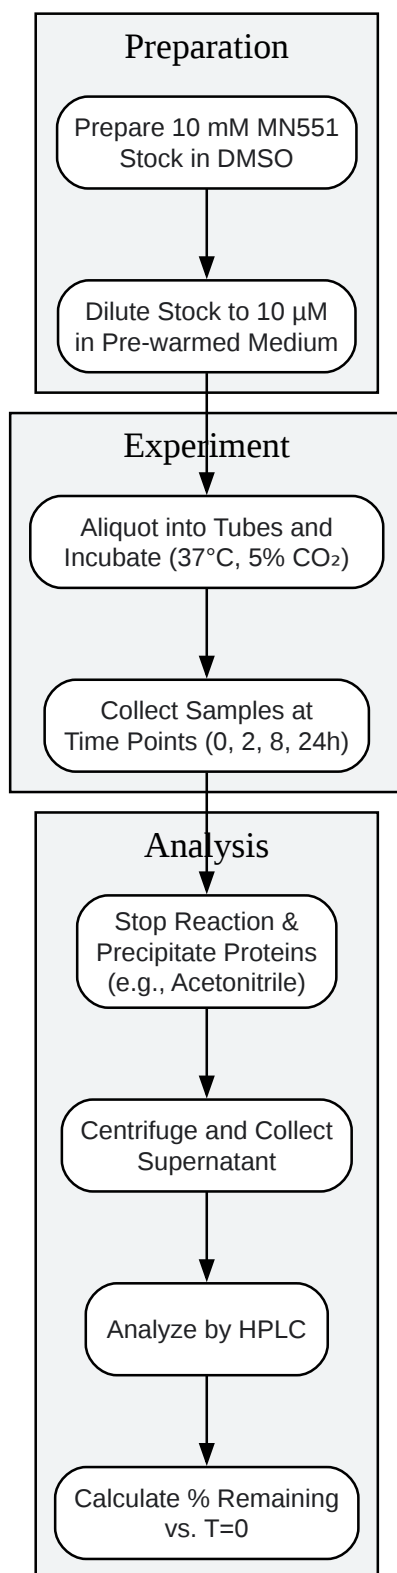 Preparation
Prepare 10 mM MN551
Stock in DMSO
Dilute Stock to 10 µM
in Pre-warmed Medium
Experiment
Aliquot into Tubes and
Incubate (37°C, 5% CO₂)
Collect Samples at
Time Points (0, 2, 8, 24h)
Analysis
Stop Reaction &
Precipitate Proteins
(e.g., Acetonitrile)
Centrifuge and Collect
Supernatant
Analyze by HPLC
Calculate % Remaining
vs. T=0